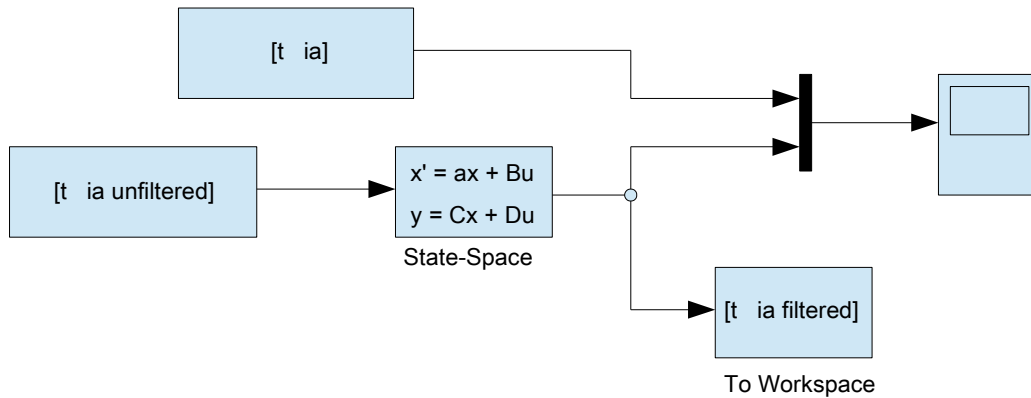 [t ia]
[t ia unfiltered]
x' = ax + Bu
y = Cx + Du
State-Space
[t ia filtered]
To Workspace